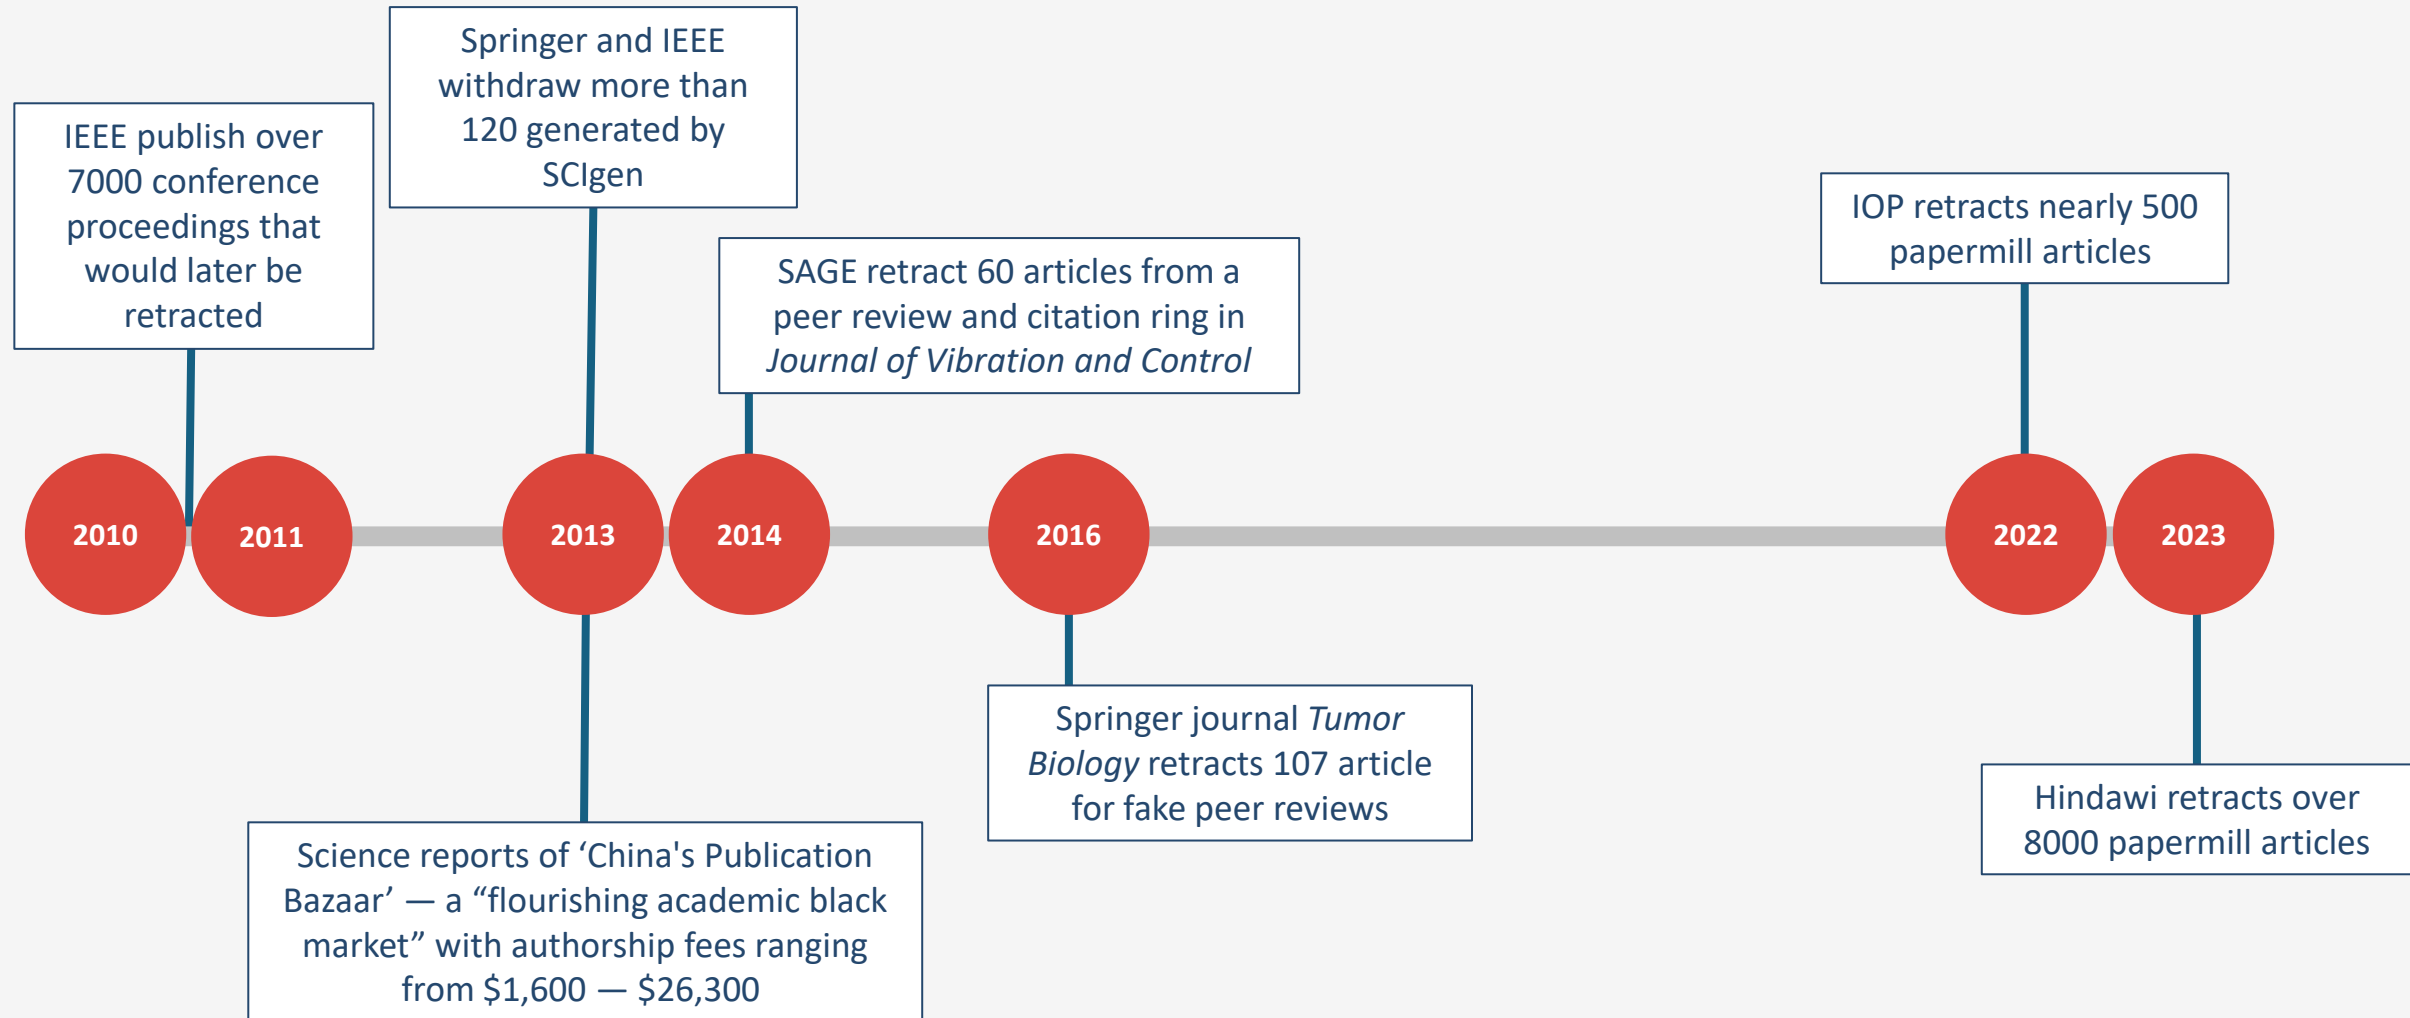 Springer and IEEE
withdraw more than
120 generated by
SCIgen
IEEE publish over
7000 conference
proceedings that
would later be
retracted
IOP retracts nearly 500
papermill articles
SAGE retract 60 articles from a
peer review and citation ring in
Journal of Vibration and Control
2010
2011
2013
2014
2016
2022
2023
Springer journal Tumor
Biology retracts 107 article
for fake peer reviews
Hindawi retracts over
8000 papermill articles
Science reports of ‘China's Publication
Bazaar’ — a “flourishing academic black
market” with authorship fees ranging
from $1,600 — $26,300